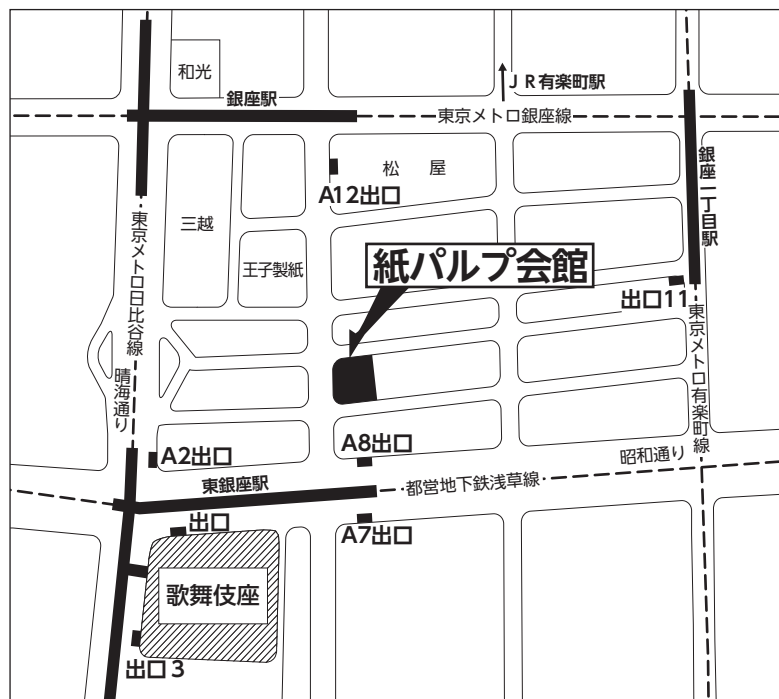 和光
JR有楽町駅
銀座駅
東京メトロ銀座線
松屋
A12出口
銀座一丁目駅
三越
東京メトロ日比谷線
王子製紙
紙パルプ会館
出口11
東京メトロ有楽町線
晴海通り
A2出口
A8出口
昭和通り
東銀座駅
都営地下鉄浅草線
出口
A7出口
歌舞伎座
出口3